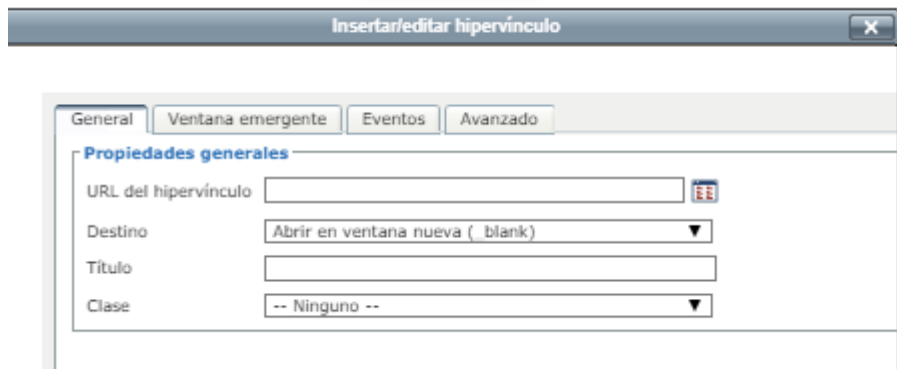 Insertar/editar hipervínculo
General Ventana emergente Eventos Avanzado
Propiedades generales
URL del hipervínculo
Destino Abrir en ventana nueva (_blank)
Título
Clase -- Ninguno --